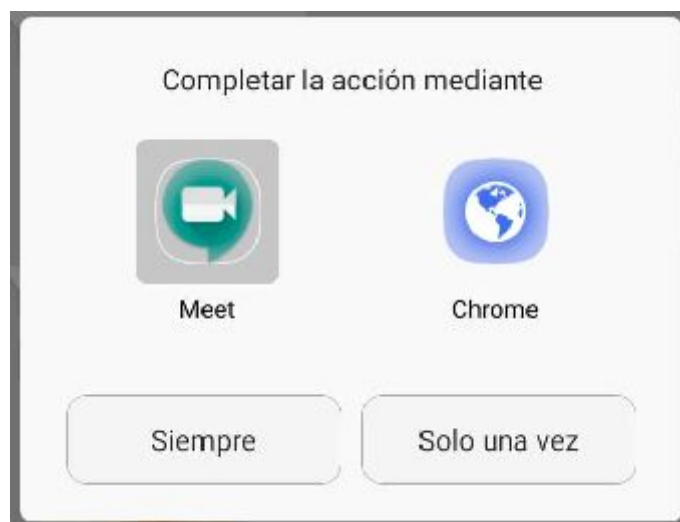 Completar la acción mediante
Meet
Chrome
Siempre
Solo una vez